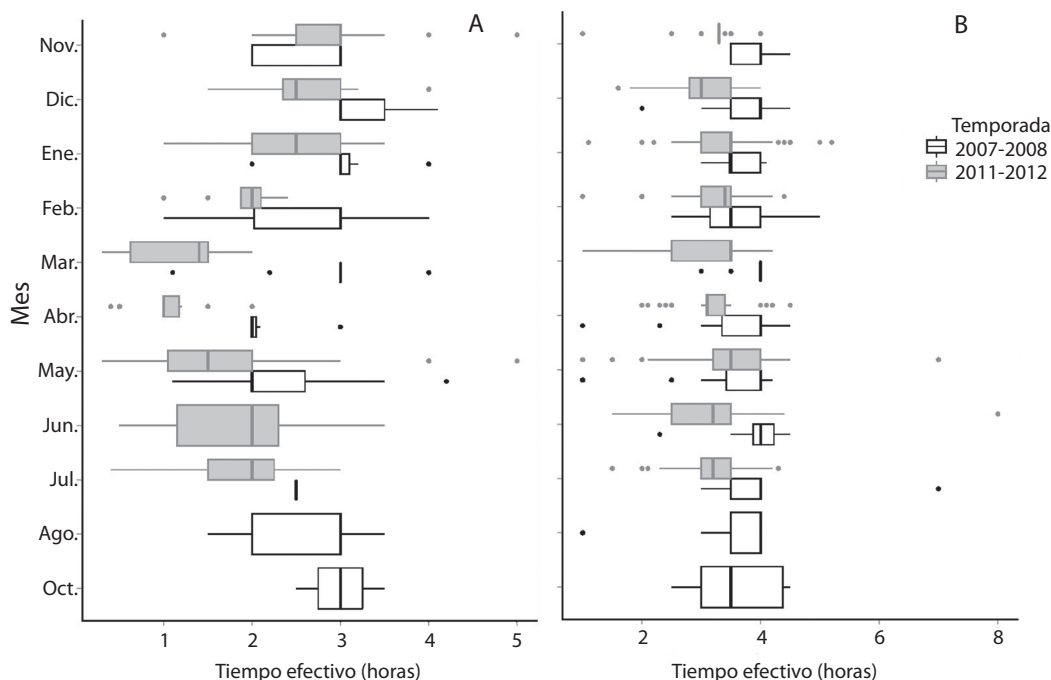 A
B
Nov.
Dic.
Ene.
Feb.
Mar.
Abr.
May.
Jun.
Jul.
Ago.
Oct.
Mes
Temporada
2007-2008
2011-2012
1 2 3 4 5
2 4 6 8
Tiempo efectivo (horas)
Tiempo efectivo (horas)